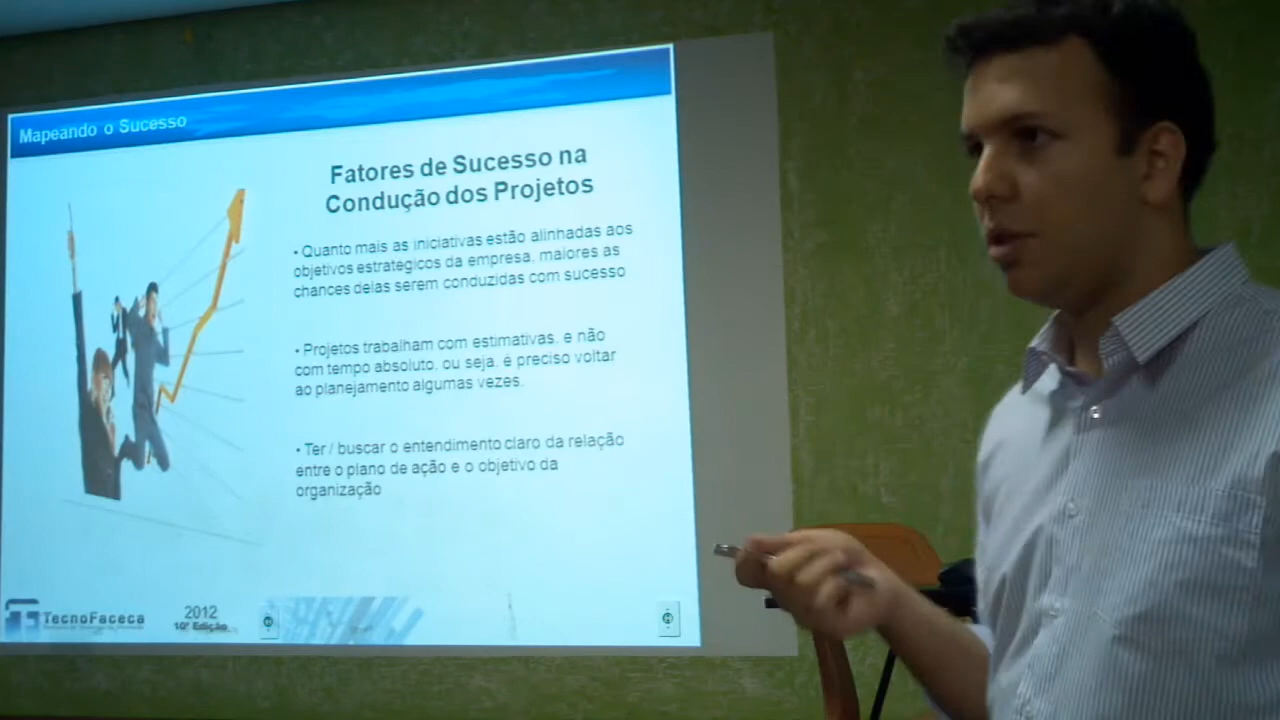 Mapeando o Sucesso
Fatores de Sucesso na
Condução dos Projetos
• Quanto mais as iniciativas estão alinhadas aos
objetivos estrategicos da empresa, maiores as
chances delas serem conduzidas com sucesso
• Projetos trabalham com estimativas, e não
com tempo absoluto, ou seja, é preciso voltar
ao planejamento algumas vezes.
• Ter / buscar o entendimento claro da relação
entre o plano de ação e o objetivo da
organização
TecnoFaceca
2012
10ª Edição